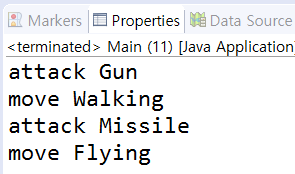 Markers Properties Data Source
<terminated> Main (11) [Java Application]
attack Gun
move Walking
attack Missile
move Flying